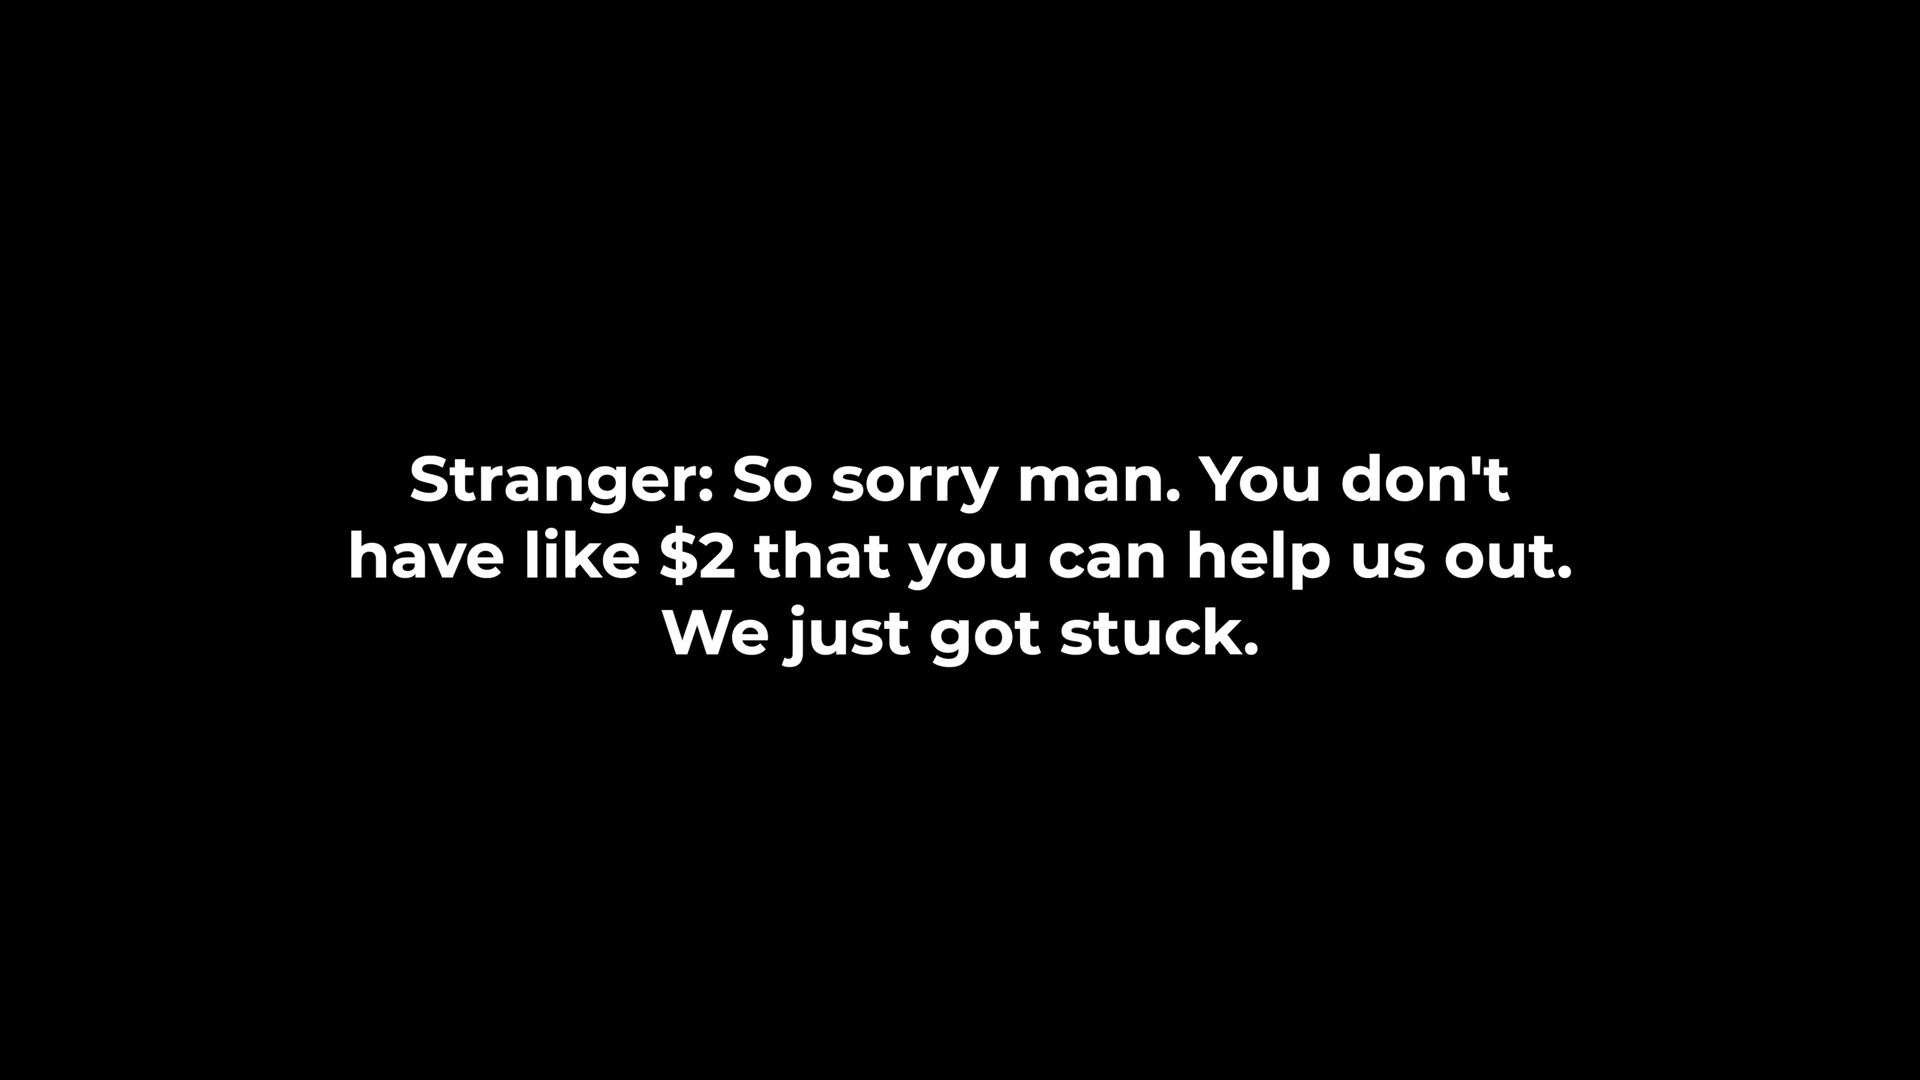 Stranger: So sorry man. You don't
have like $2 that you can help us out.
We just got stuck.